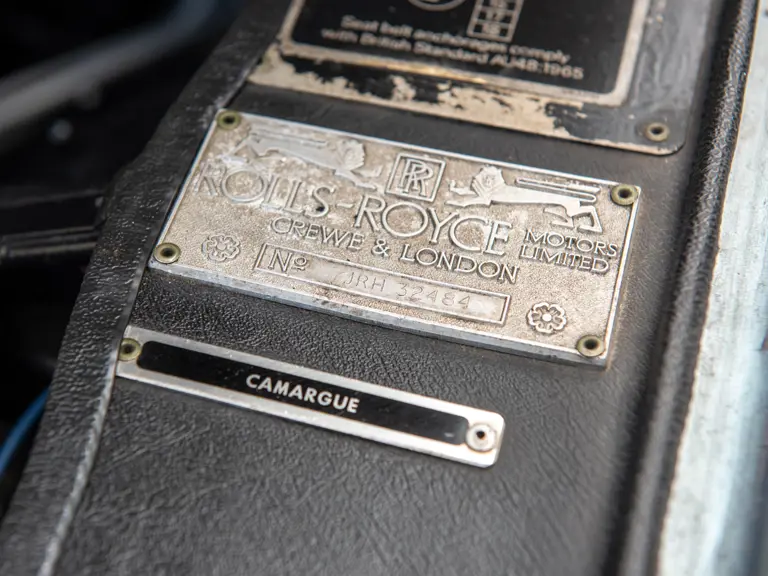 Seat belt anchorages comply
with British Standard AU48:1965
RR
ROLLS-ROYCE MOTORS LIMITED
CREWE & LONDON
Nº JRH 32484
CAMARGUE